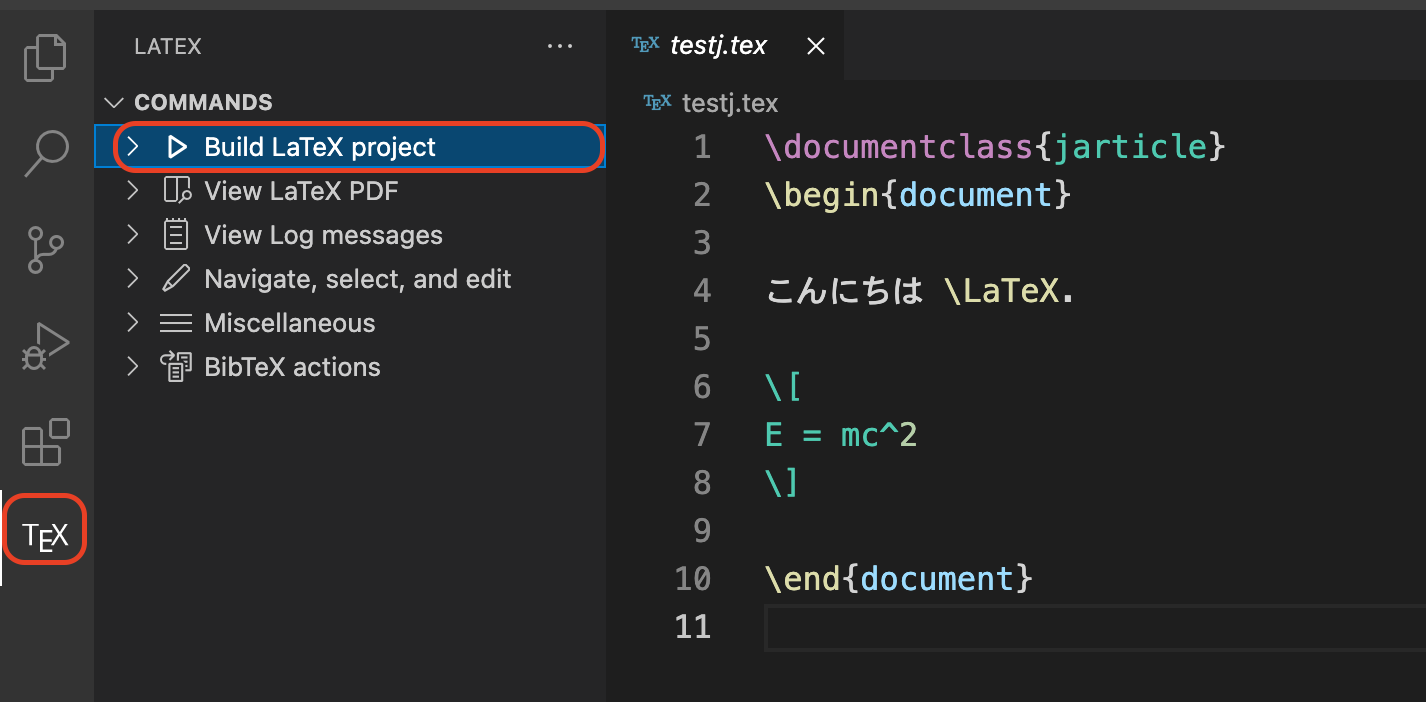 LATEX
COMMANDS
Build LaTeX project
View LaTeX PDF
View Log messages
Navigate, select, and edit
Miscellaneous
BibTeX actions
TEX
TEX testj.tex
TEX testj.tex
1 \documentclass{jarticle}
2 \begin{document}
3
4 こんにちは \LaTeX.
5
6 \[
7 E = mc^2
8 \]
9
10 \end{document}
11